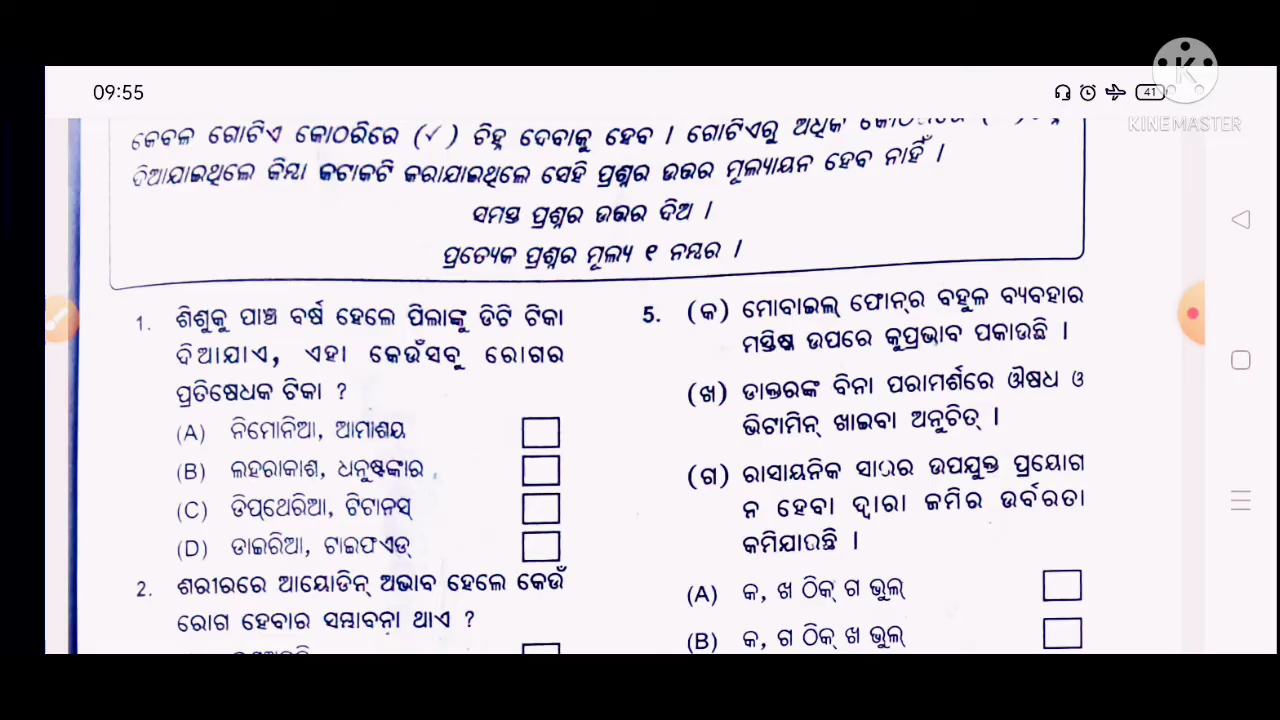 09:55
41
KINEMASTER
କେବଳ ଗୋଟିଏ କୋଠରିରେ (✓) ଚିହ୍ନ ଦେବାକୁ ହେବ । ଗୋଟିଏରୁ ଅଧିକ
ଦିଆଯାଇଥିଲେ କିମ୍ବା କଟାକଟି କରାଯାଇଥିଲେ ସେହି ପ୍ରଶ୍ନର ଉତ୍ତର ମୂଲ୍ୟାୟନ ହେବ ନାହିଁ ।
ସମସ୍ତ ପ୍ରଶ୍ନର ଉତ୍ତର ଦିଅ ।
ପ୍ରତ୍ୟେକ ପ୍ରଶ୍ନର ମୂଲ୍ୟ ୧ ନମ୍ବର ।
1. ଶିଶୁକୁ ପାଞ୍ଚ ବର୍ଷ ହେଲେ ପିଲାଙ୍କୁ ଡିଟି ଟିକା
ଦିଆଯାଏ, ଏହା କେଉଁସବୁ ରୋଗର
ପ୍ରତିଷେଧକ ଟିକା ?
(A) ନିମୋନିଆ, ଆମାଶୟ
(B) ଲହରାକାଶ, ଧନୁଷ୍ଟଙ୍କାର
(C) ଡିପ୍‌ଥେରିଆ, ଟିଟାନସ୍
(D) ଡାଇରିଆ, ଟାଇଫଏଡ୍
2. ଶରୀରରେ ଆୟୋଡିନ୍ ଅଭାବ ହେଲେ କେଉଁ
ରୋଗ ହେବାର ସମ୍ଭାବନା ଥାଏ ?
5. (କ) ମୋବାଇଲ୍ ଫୋନ୍‌ର ବହୁଳ ବ୍ୟବହାର
ମସ୍ତିଷ୍କ ଉପରେ କୁପ୍ରଭାବ ପକାଉଛି ।
(ଖ) ଡାକ୍ତରଙ୍କ ବିନା ପରାମର୍ଶରେ ଔଷଧ ଓ
ଭିଟାମିନ୍ ଖାଇବା ଅନୁଚିତ୍ ।
(ଗ) ରାସାୟନିକ ସାରର ଉପଯୁକ୍ତ ପ୍ରୟୋଗ
ନ ହେବା ଦ୍ୱାରା ଜମିର ଉର୍ବରତା
କମିଯାଉଛି ।
(A) କ, ଖ ଠିକ୍ ଗ ଭୁଲ୍
(B) କ, ଗ ଠିକ୍ ଖ ଭୁଲ୍